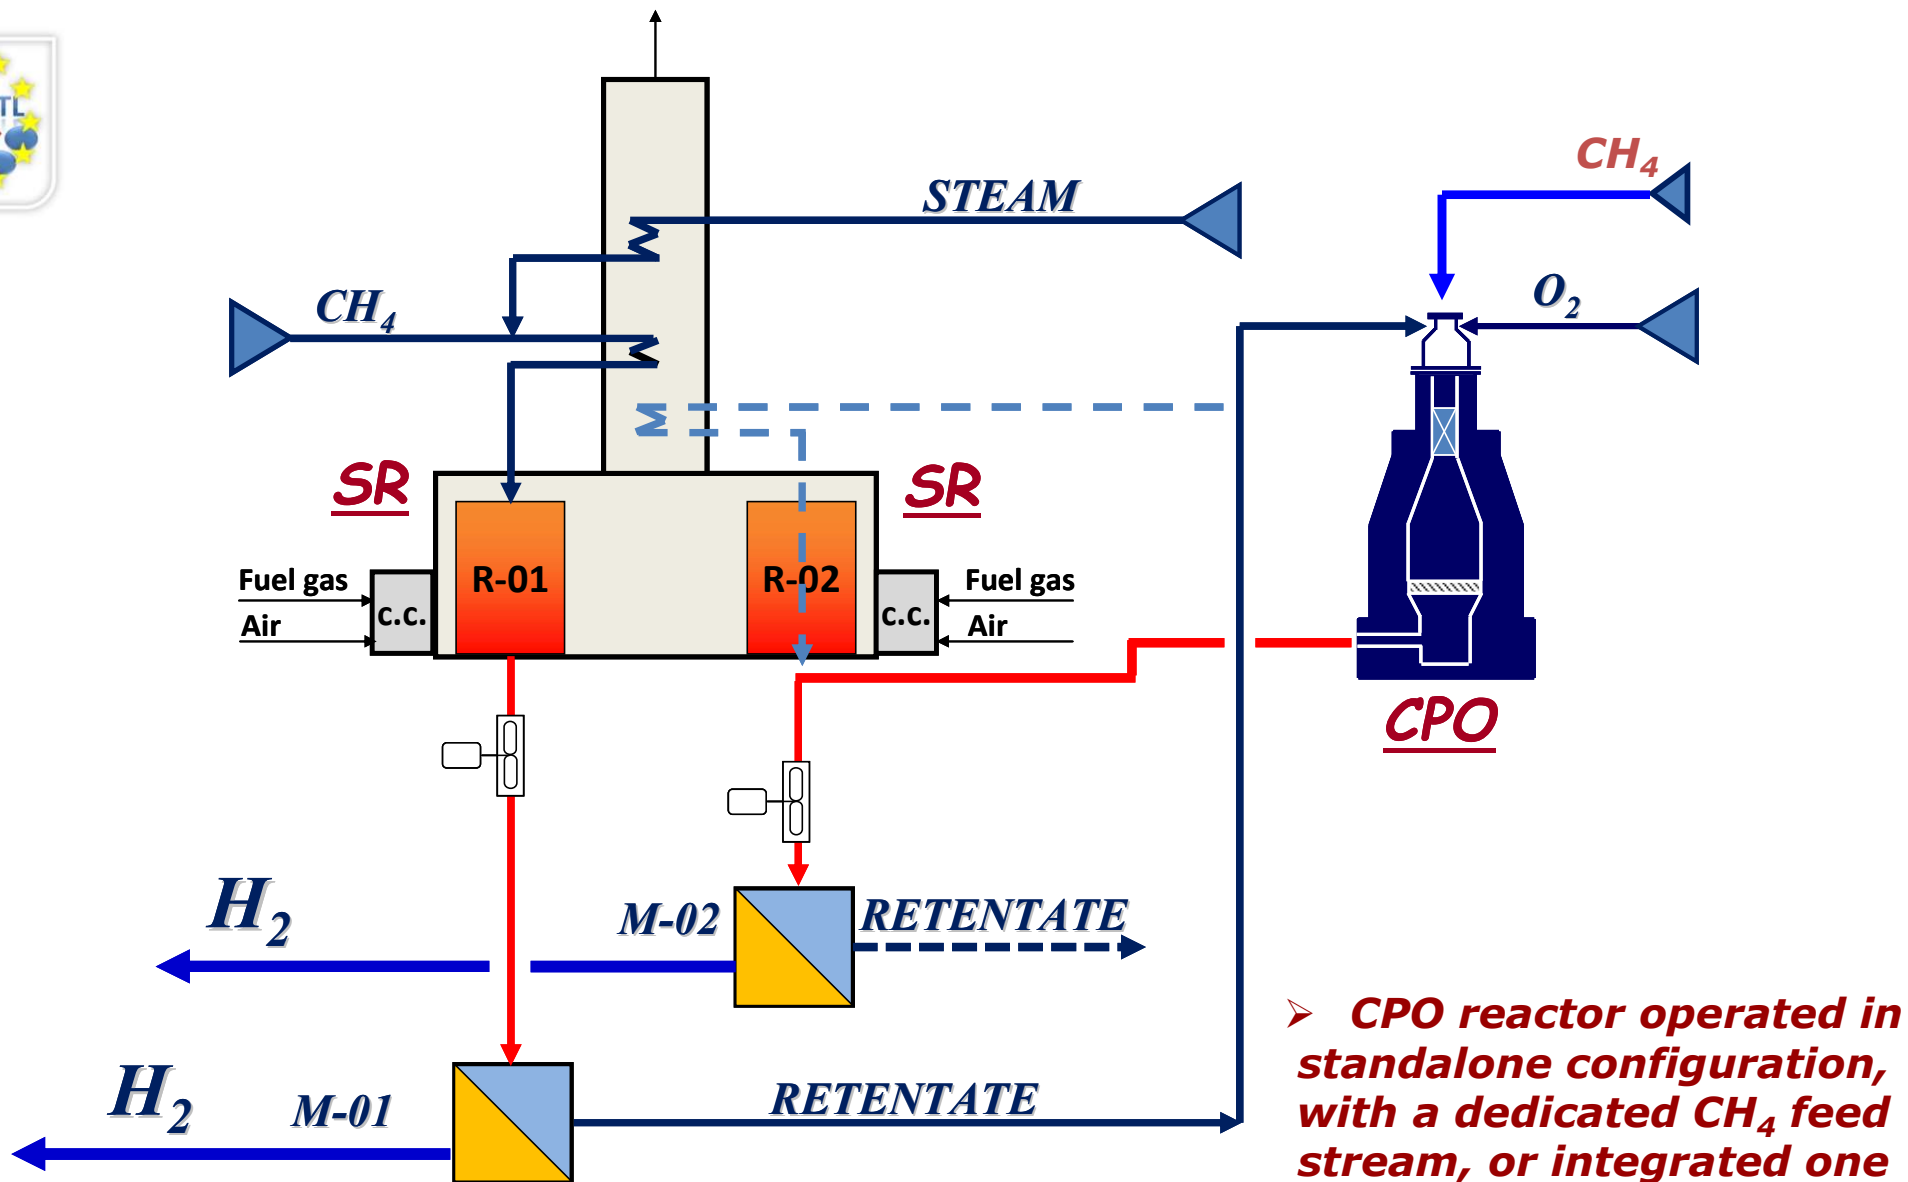 TL
STEAM
CH4
CH4
O2
SR
SR
R-01
R-02
Fuel gas
Air
c.c.
c.c.
Fuel gas
Air
CPO
H2
M-02
RETENTATE
H2
M-01
RETENTATE
➢ CPO reactor operated in
standalone configuration,
with a dedicated CH4 feed
stream, or integrated one